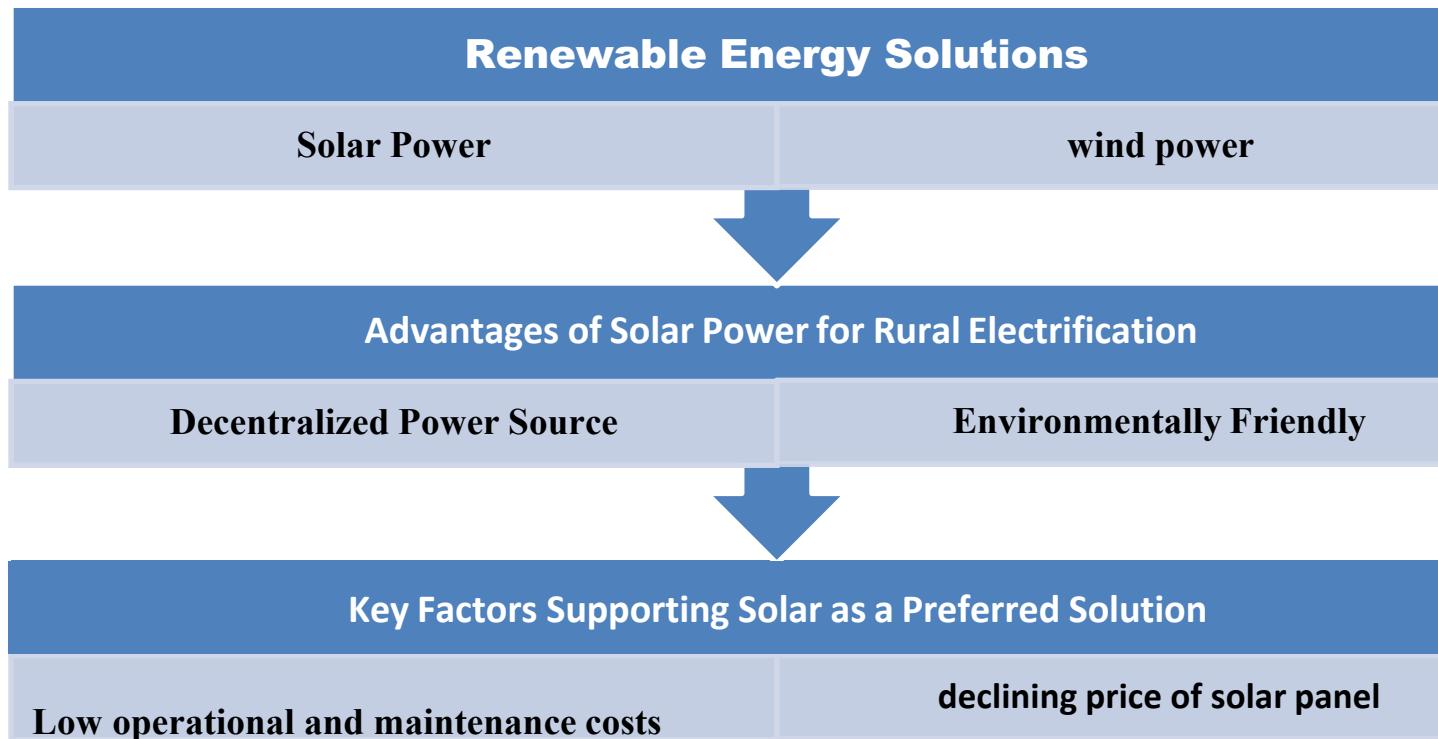 Renewable Energy Solutions
Solar Power
wind power
Advantages of Solar Power for Rural Electrification
Decentralized Power Source
Environmentally Friendly
Key Factors Supporting Solar as a Preferred Solution
Low operational and maintenance costs
declining price of solar panel